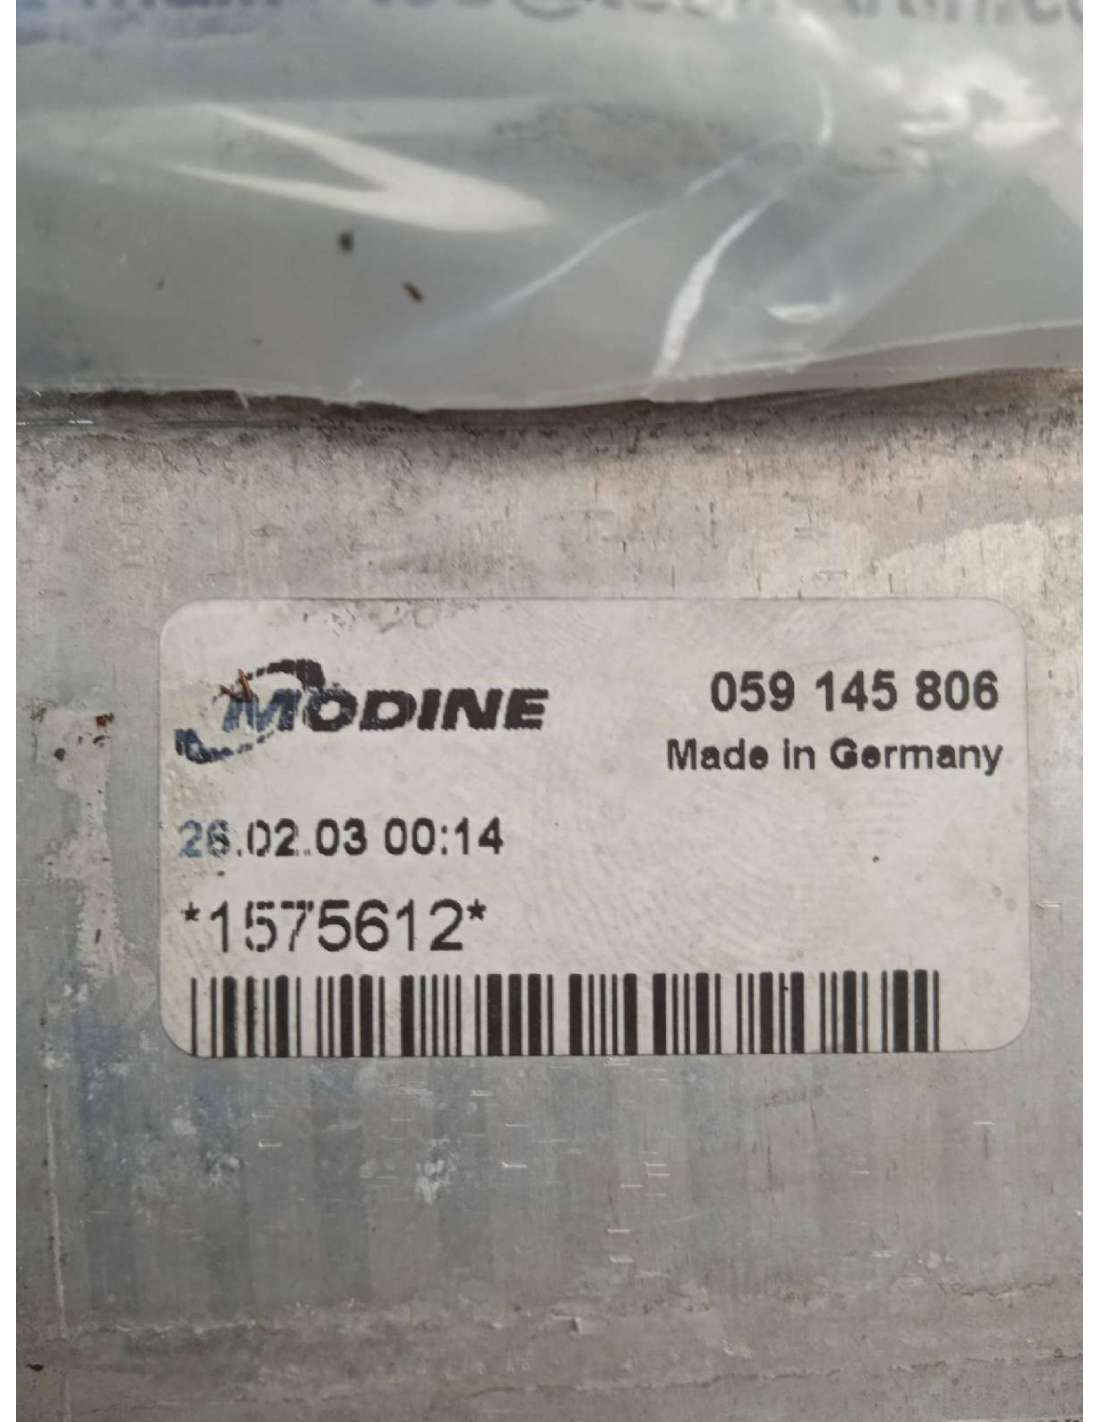 MODINE
059 145 806
Made in Germany
26.02.03 00:14
*1575612*